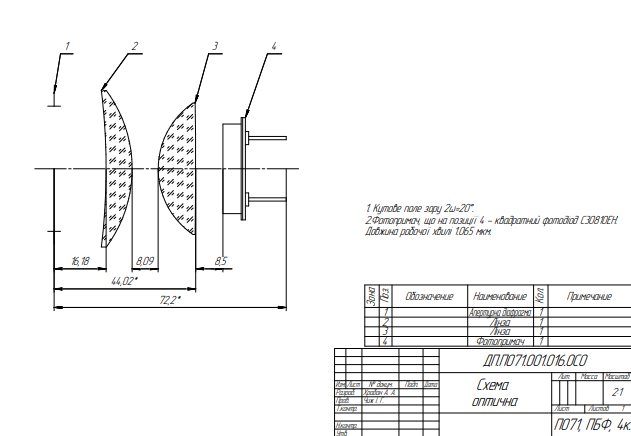 1 2 3 4
1. Кутове поле зору 2ω=20°.
2.Фотоприймач, що на позиції 4 – квадратний фотодіод C30810EH.
Довжина робочої хвилі 1.065 мкм.
16,18 8,09 8,5
44,02*
72,2*
Зона Поз. Обозначение Наименование Кол. Примечание
1 Апертурна діафрагма 1
2 Лінза 1
3 Лінза 1
4 Фотоприймач 1
ДП.ПО71.001.016.ОСО
Изм. Лист № докум. Подп. Дата
Схема
оптична
Лит. Масса Масштаб
2:1
Разраб.
Пров.
Т.контр.
Лист Листов 1
Н.контр.
Утв.
ПО71, ПБФ, 4к.